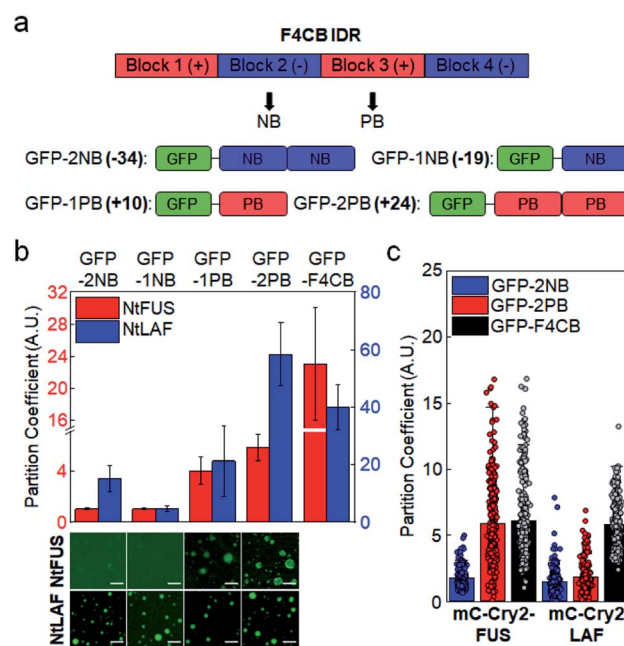 a
F4CB IDR
Block 1 (+) Block 2 (-) Block 3 (+) Block 4 (-)
NB PB
GFP-2NB (-34): GFP NB NB GFP-1NB (-19): GFP NB
GFP-1PB (+10): GFP PB GFP-2PB (+24): GFP PB PB
b
GFP GFP GFP GFP GFP
-2NB -1NB -1PB -2PB -F4CB
NtFUS
NtLAF
Partition Coefficient (A.U.)
32
28
24
20
16
4
0
80
60
40
20
0
NtFUS
NtLAF
c
GFP-2NB
GFP-2PB
GFP-F4CB
Partition Coefficient (A.U.)
25
20
15
10
5
0
mC-Cry2- mC-Cry2
FUS LAF